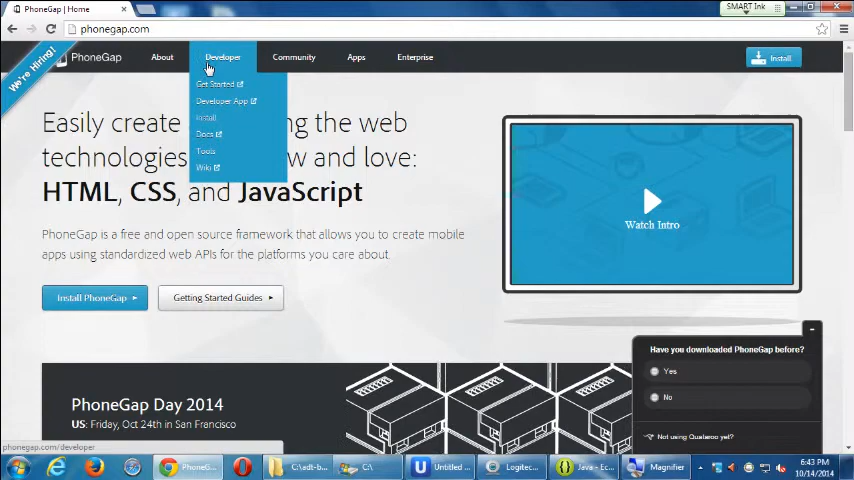 PhoneGap | Home
SMART Ink
phonegap.com
We're Hiring!
PhoneGap
About
Developer
Community
Apps
Enterprise
Install
Get Started
Developer App
Install
Docs
Tools
Wiki
Easily create
ng the web
technologies
w and love:
HTML, CSS, and JavaScript
PhoneGap is a free and open source framework that allows you to create mobile
apps using standardized web APIs for the platforms you care about.
Install PhoneGap
Getting Started Guides
Watch Intro
Have you downloaded PhoneGap before?
Yes
No
Not using Qualaroo yet?
PhoneGap Day 2014
US: Friday, Oct 24th in San Francisco
phonegap.com/developer
PhoneG...
C:\adt-b...
C:\
Untitled ...
Logitec...
Java - Ec...
Magnifier
6:43 PM
10/14/2014